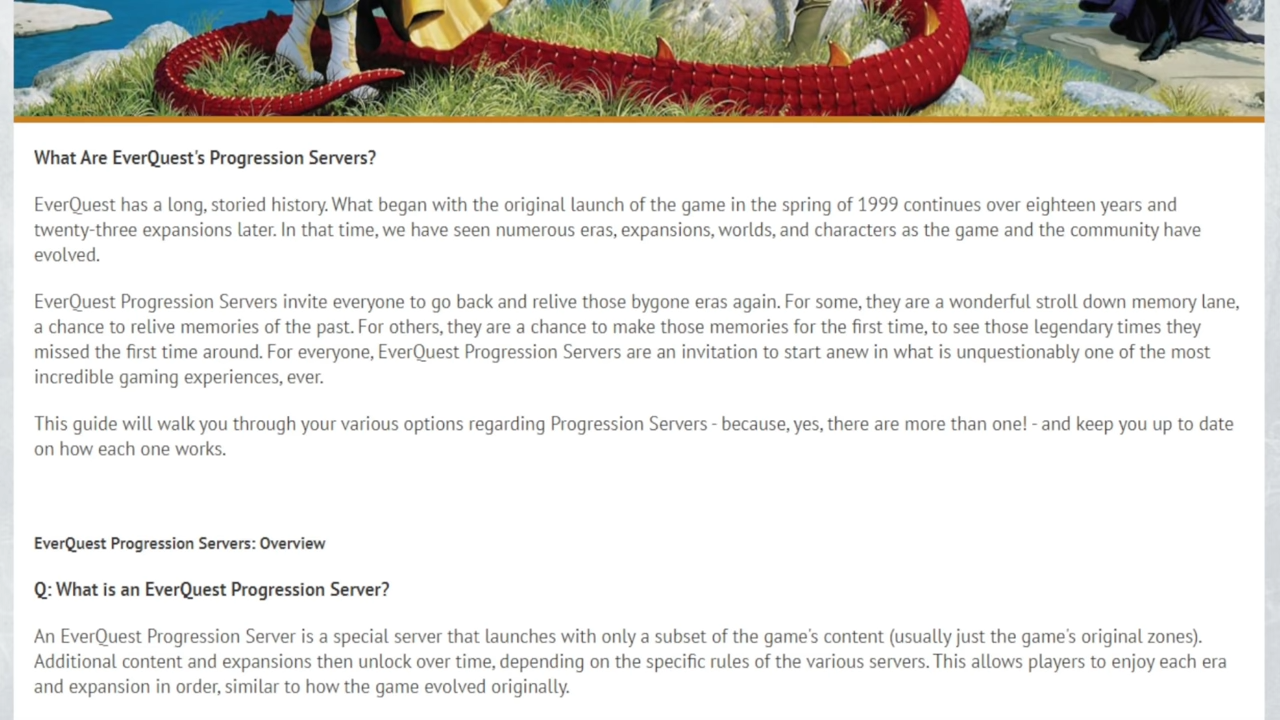 What Are EverQuest's Progression Servers?
EverQuest has a long, storied history. What began with the original launch of the game in the spring of 1999 continues over eighteen years and
twenty-three expansions later. In that time, we have seen numerous eras, expansions, worlds, and characters as the game and the community have
evolved.
EverQuest Progression Servers invite everyone to go back and relive those bygone eras again. For some, they are a wonderful stroll down memory lane,
a chance to relive memories of the past. For others, they are a chance to make those memories for the first time, to see those legendary times they
missed the first time around. For everyone, EverQuest Progression Servers are an invitation to start anew in what is unquestionably one of the most
incredible gaming experiences, ever.
This guide will walk you through your various options regarding Progression Servers - because, yes, there are more than one! - and keep you up to date
on how each one works.
EverQuest Progression Servers: Overview
Q: What is an EverQuest Progression Server?
An EverQuest Progression Server is a special server that launches with only a subset of the game's content (usually just the game's original zones).
Additional content and expansions then unlock over time, depending on the specific rules of the various servers. This allows players to enjoy each era
and expansion in order, similar to how the game evolved originally.